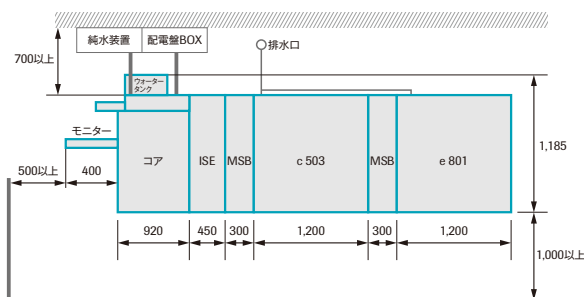 純水装置 配電盤BOX
排水口
700以上
ウォーター
タンク
モニター
500以上 400
コア ISE MSB c 503 MSB e 801
1,185
920 450 300 1,200 300 1,200
1,000以上